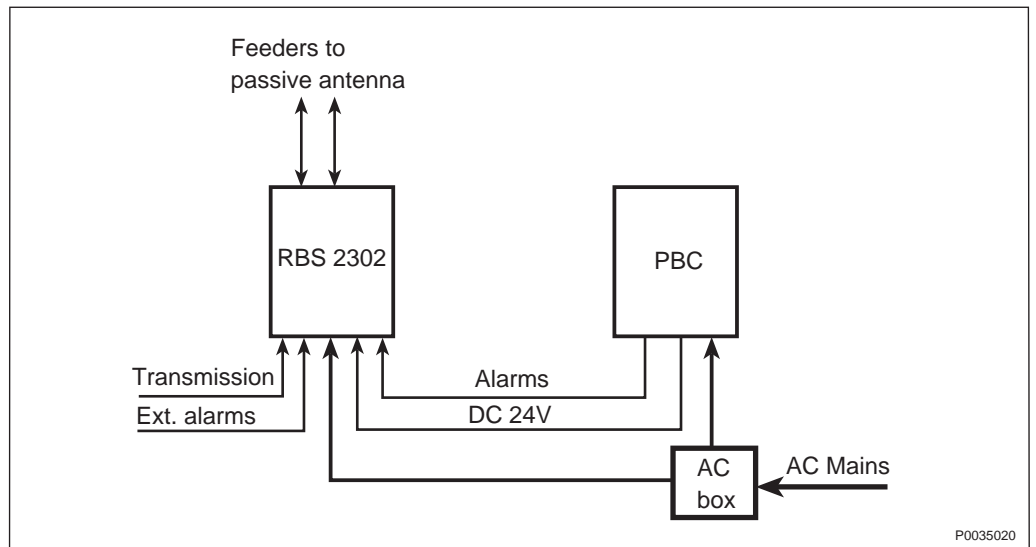 Feeders to
passive antenna
RBS 2302
PBC
Transmission
Ext. alarms
Alarms
DC 24V
AC
box
AC Mains
P0035020